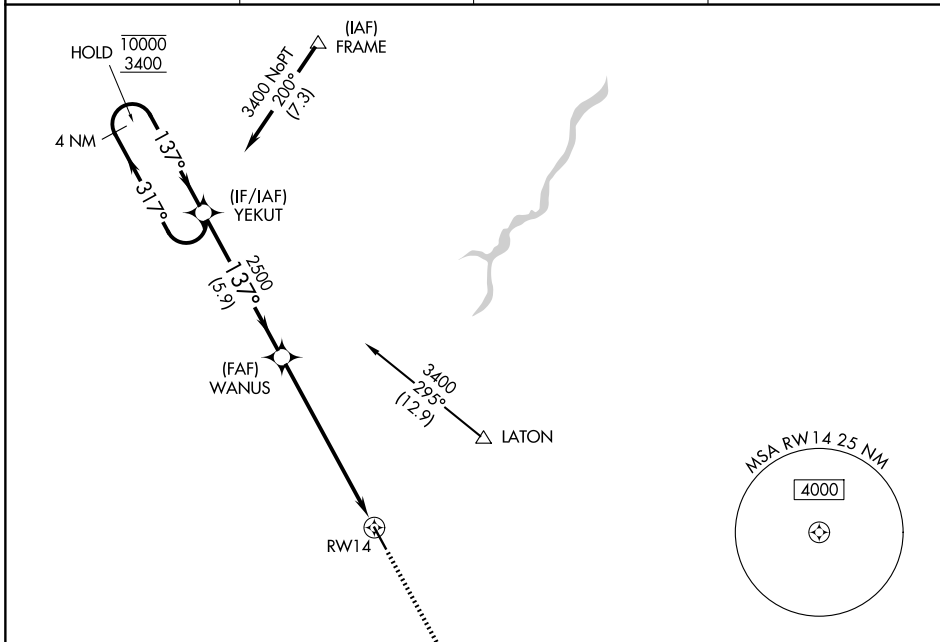 (IAF)
FRAME
HOLD 10000
3400
3400 NoPT
200°
(7.3)
4 NM
137°
317°
(IF/IAF)
YEKUT
2500
137°
(5.9)
(FAF)
WANUS
3400
295°
(12.9)
LATON
MSA RW14 25 NM
4000
RW14